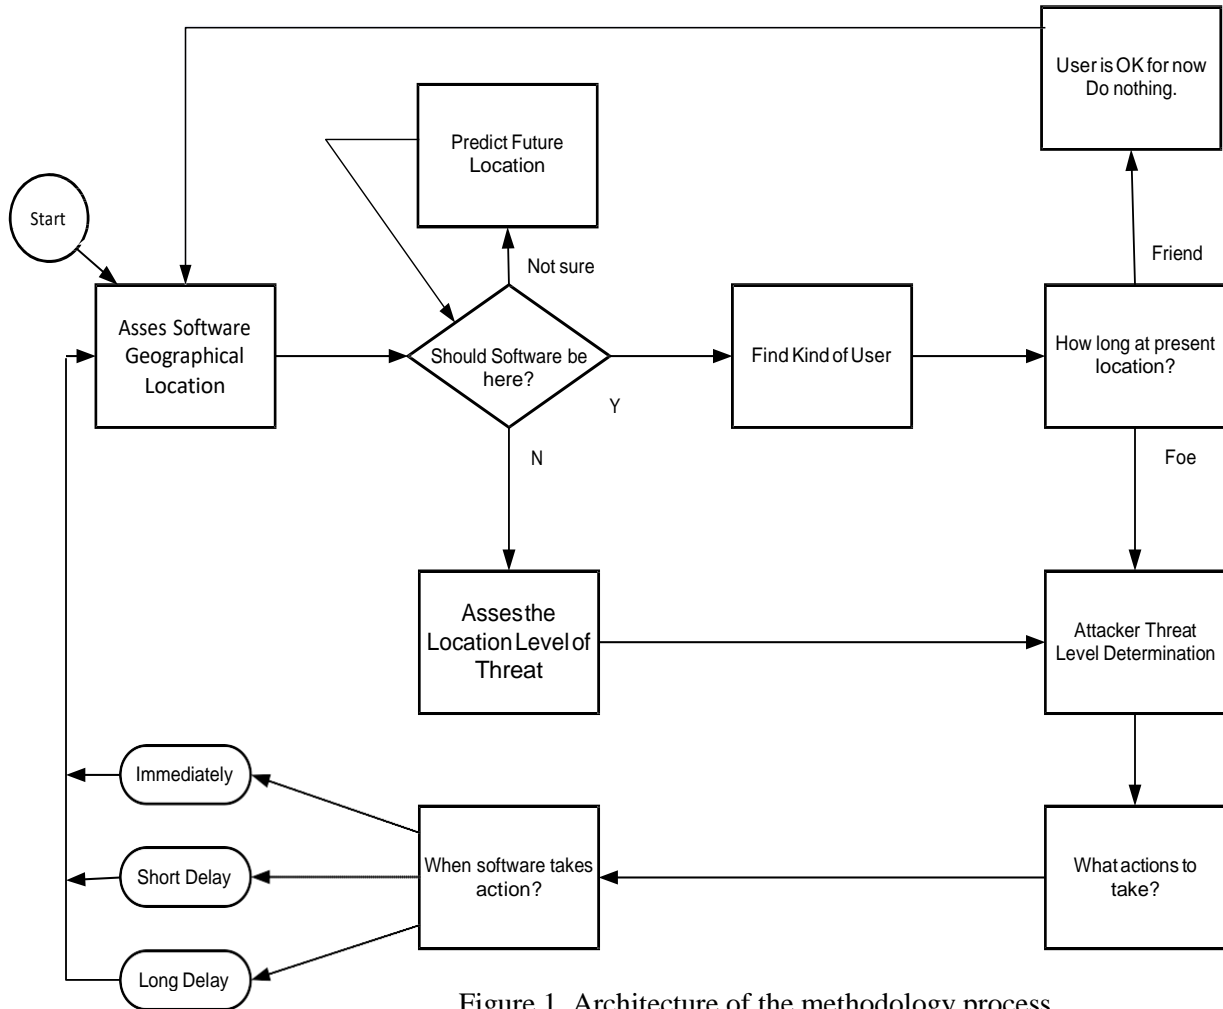 User is OK for now
Do nothing.
Predict Future
Location
Start
Not sure
Friend
Asses Software
Geographical
Location
Should Software be
here?
Find Kind of User
How long at present
location?
Y
N
Foe
Asses the
Location Level of
Threat
Attacker Threat
Level Determination
Immediately
Short Delay
Long Delay
When software takes
action?
What actions to
take?
Figure 1. Architecture of the methodology process